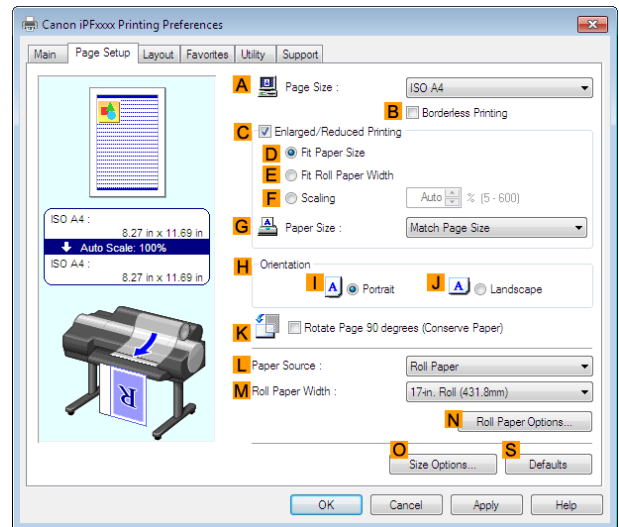 Canon iPFxxxx Printing Preferences
Main Page Setup Layout Favorites Utility Support
A Page Size : ISO A4
B Borderless Printing
C Enlarged/Reduced Printing
D Fit Paper Size
E Fit Roll Paper Width
F Scaling Auto % (5 - 600)
ISO A4 :
8.27 in x 11.69 in
Auto Scale: 100%
ISO A4 :
8.27 in x 11.69 in
G A Paper Size : Match Page Size
H Orientation
I A Portrait J A Landscape
K Rotate Page 90 degrees (Conserve Paper)
R
L Paper Source : Roll Paper
M Roll Paper Width : 17-in. Roll (431.8mm)
N Roll Paper Options...
O Size Options... S Defaults
OK Cancel Apply Help